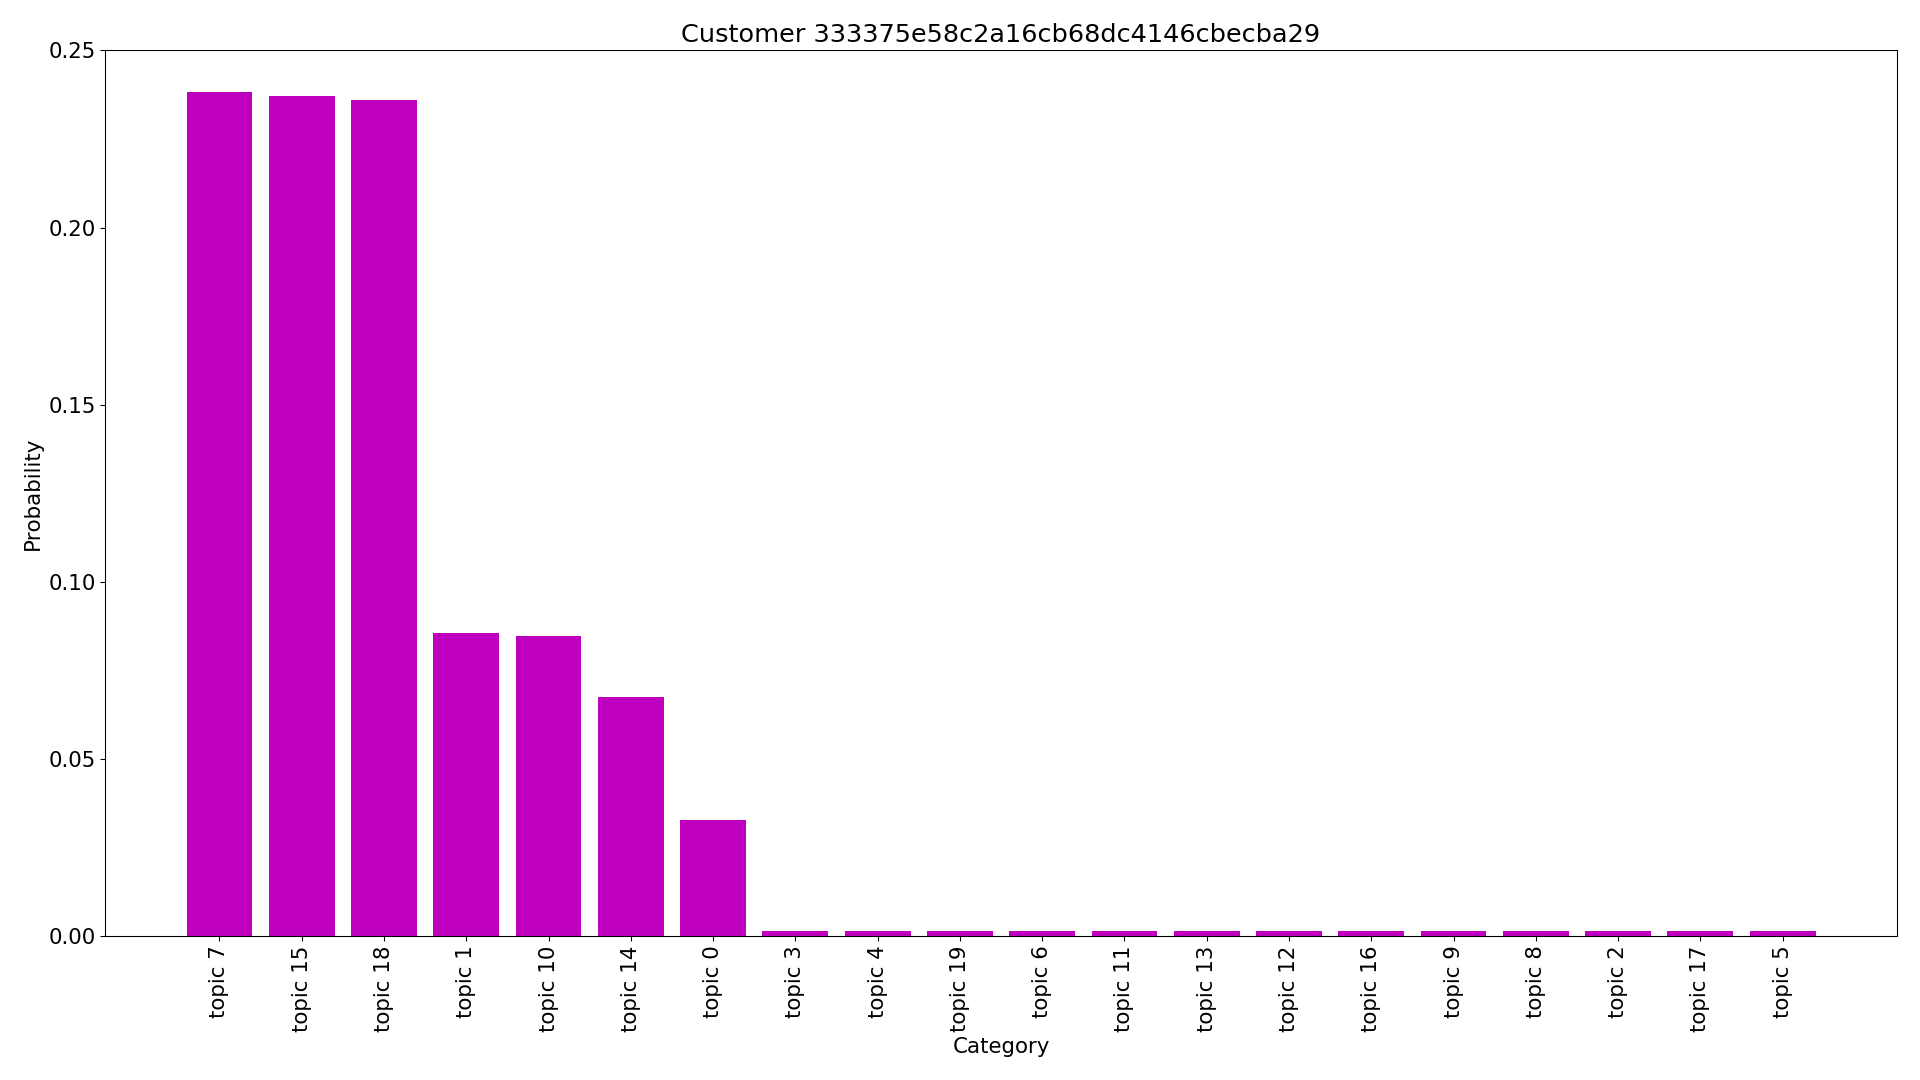 Customer 333375e58c2a16cb68dc4146cbecba29
Probability
0.25
0.20
0.15
0.10
0.05
0.00
topic 7
topic 15
topic 18
topic 1
topic 10
topic 14
topic 0
topic 3
topic 4
topic 19
topic 6
topic 11
topic 13
topic 12
topic 16
topic 9
topic 8
topic 2
topic 17
topic 5
Category